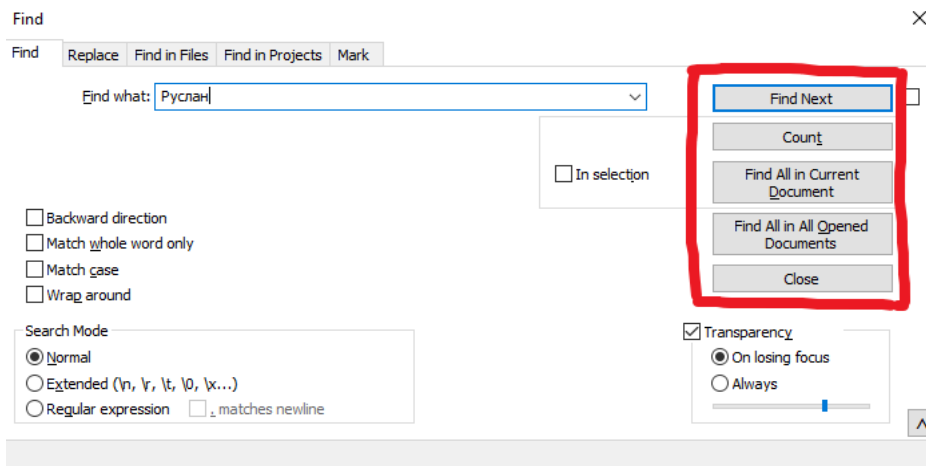 Find
Find Replace Find in Files Find in Projects Mark
Find what: Руслан
Find Next
Count
In selection
Find All in Current
Document
Find All in All Opened
Documents
Close
Backward direction
Match whole word only
Match case
Wrap around
Search Mode
Normal
Extended (\n, \r, \t, \0, \x...)
Regular expression . matches newline
Transparency
On losing focus
Always